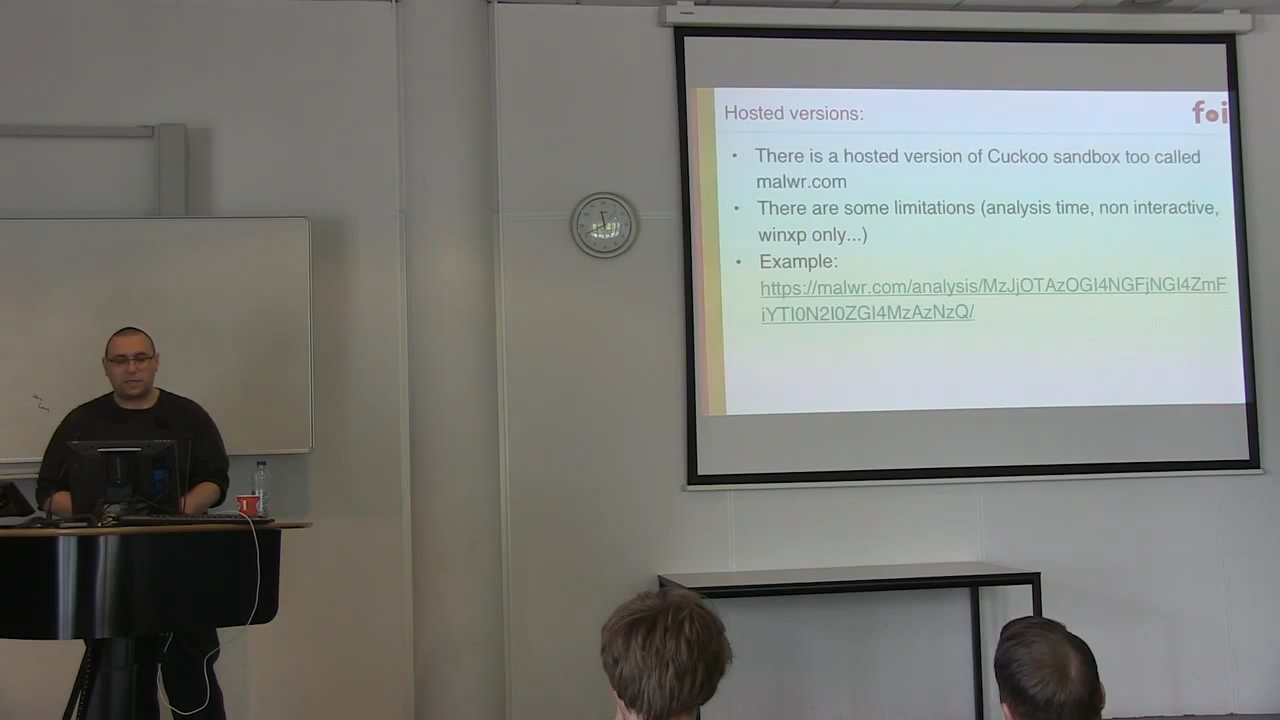 Hosted versions:
foi
• There is a hosted version of Cuckoo sandbox too called
malwr.com
• There are some limitations (analysis time, non interactive,
winxp only...)
• Example:
https://malwr.com/analysis/MzJjOTAzOGI4NGFjNGI4ZmF
iYTI0N2I0ZGI4MzAzNzQ/